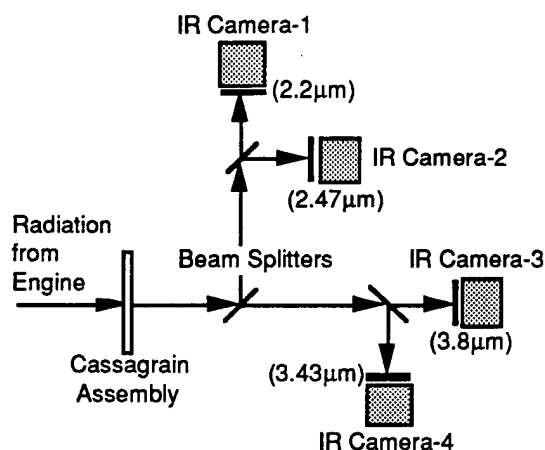 IR Camera-1
(2.2μm)
IR Camera-2
(2.47μm)
Radiation
from
Engine
Beam Splitters
IR Camera-3
(3.8μm)
Cassagrain
Assembly
(3.43μm)
IR Camera-4